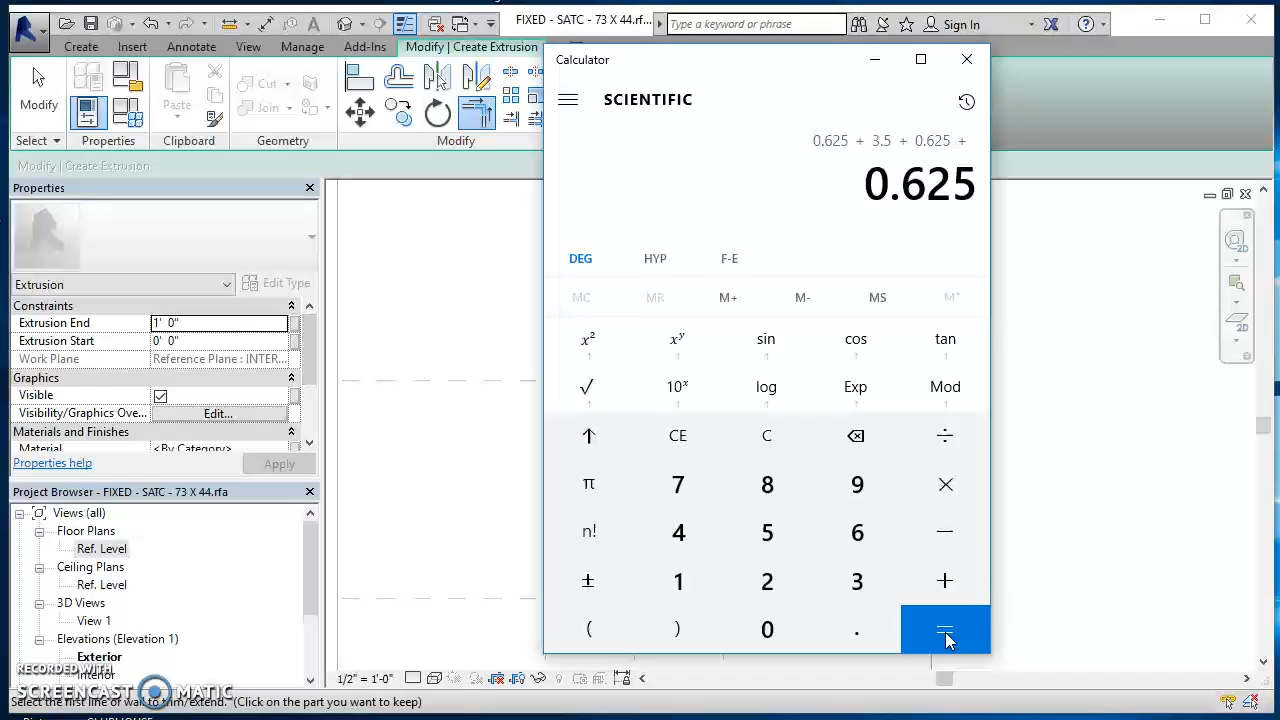 FIXED - SATC - 73 X 44.rf...
Type a keyword or phrase
Sign In
Create
Insert
Annotate
View
Manage
Add-Ins
Modify | Create Extrusion
Modify
Paste
Cut
Join
Select
Properties
Clipboard
Geometry
Modify
Modify | Create Extrusion
Properties
Extrusion
Edit Type
Constraints
Extrusion End
1' 0"
Extrusion Start
0' 0"
Work Plane
Reference Plane : INTER...
Graphics
Visible
Visibility/Graphics Ove...
Edit...
Materials and Finishes
Material
<By Category>
Properties help
Apply
Project Browser - FIXED - SATC - 73 X 44.rfa
Views (all)
Floor Plans
Ref. Level
Ceiling Plans
Ref. Level
3D Views
View 1
Elevations (Elevation 1)
Exterior
Interior
RECORDED WITH
SCREENCAST MATIC
Calculator
SCIENTIFIC
0.625 + 3.5 + 0.625 +
0.625
DEG
HYP
F-E
MC
MR
M+
M-
MS
M˅
x²
xʸ
sin
cos
tan
√
10ˣ
log
Exp
Mod
↑
CE
C
⌫
÷
π
7
8
9
×
n!
4
5
6
−
±
1
2
3
+
(
)
0
.
=
2D
2D
1/2" = 1'-0"
Select the first line of wall to trim/extend. (Click on the part you want to keep)